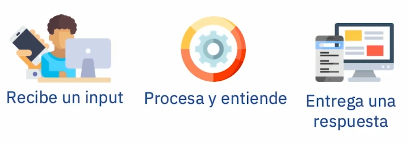 Recibe un input
Procesa y entiende
Entrega una
respuesta